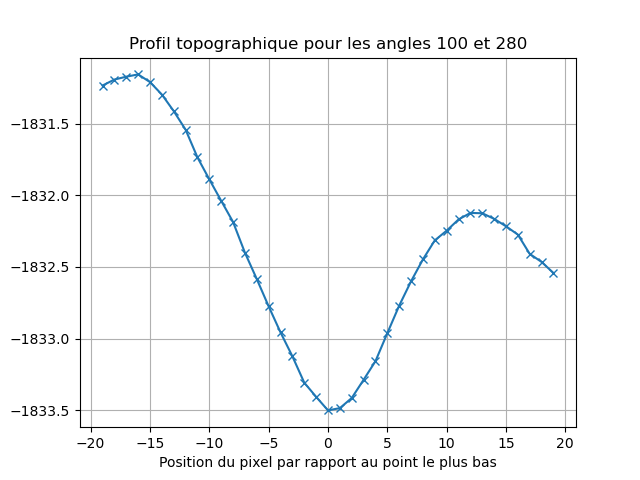 Profil topographique pour les angles 100 et 280
−1831.5
−1832.0
−1832.5
−1833.0
−1833.5
−20 −15 −10 −5 0 5 10 15 20
Position du pixel par rapport au point le plus bas